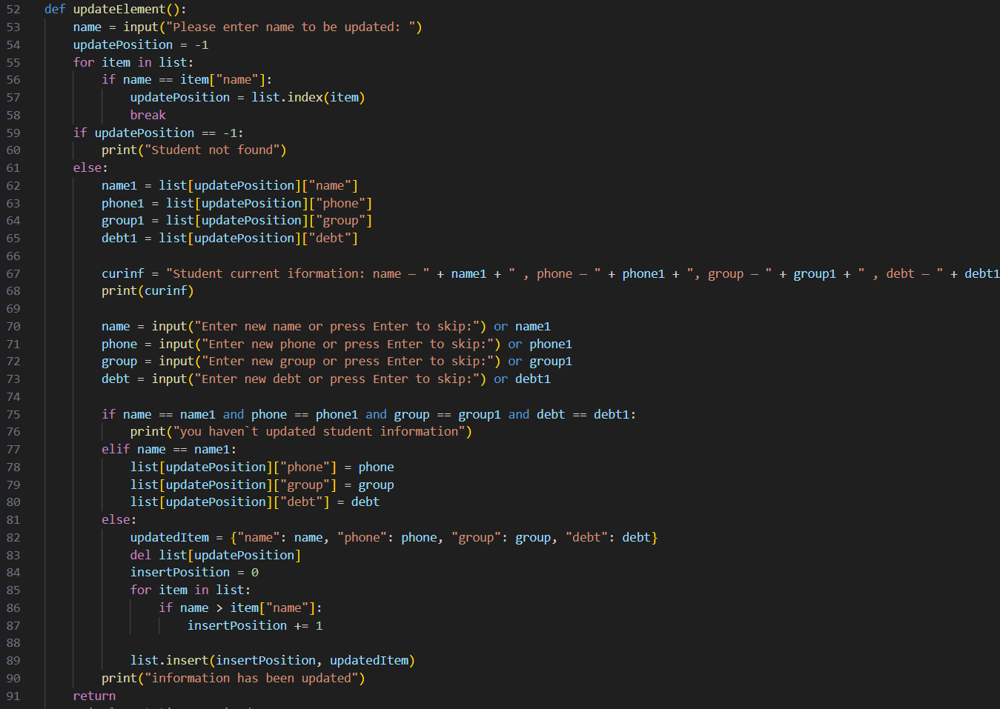 52 def updateElement():
53     name = input("Please enter name to be updated: ")
54     updatePosition = -1
55     for item in list:
56         if name == item["name"]:
57             updatePosition = list.index(item)
58             break
59     if updatePosition == -1:
60         print("Student not found")
61     else:
62         name1 = list[updatePosition]["name"]
63         phone1 = list[updatePosition]["phone"]
64         group1 = list[updatePosition]["group"]
65         debt1 = list[updatePosition]["debt"]
66
67         curinf = "Student current iformation: name – " + name1 + " , phone – " + phone1 + ", group – " + group1 + " , debt – " + debt1
68         print(curinf)
69
70         name = input("Enter new name or press Enter to skip:") or name1
71         phone = input("Enter new phone or press Enter to skip:") or phone1
72         group = input("Enter new group or press Enter to skip:") or group1
73         debt = input("Enter new debt or press Enter to skip:") or debt1
74
75         if name == name1 and phone == phone1 and group == group1 and debt == debt1:
76             print("you haven`t updated student information")
77         elif name == name1:
78             list[updatePosition]["phone"] = phone
79             list[updatePosition]["group"] = group
80             list[updatePosition]["debt"] = debt
81         else:
82             updatedItem = {"name": name, "phone": phone, "group": group, "debt": debt}
83             del list[updatePosition]
84             insertPosition = 0
85             for item in list:
86                 if name > item["name"]:
87                     insertPosition += 1
88
89             list.insert(insertPosition, updatedItem)
90         print("information has been updated")
91     return